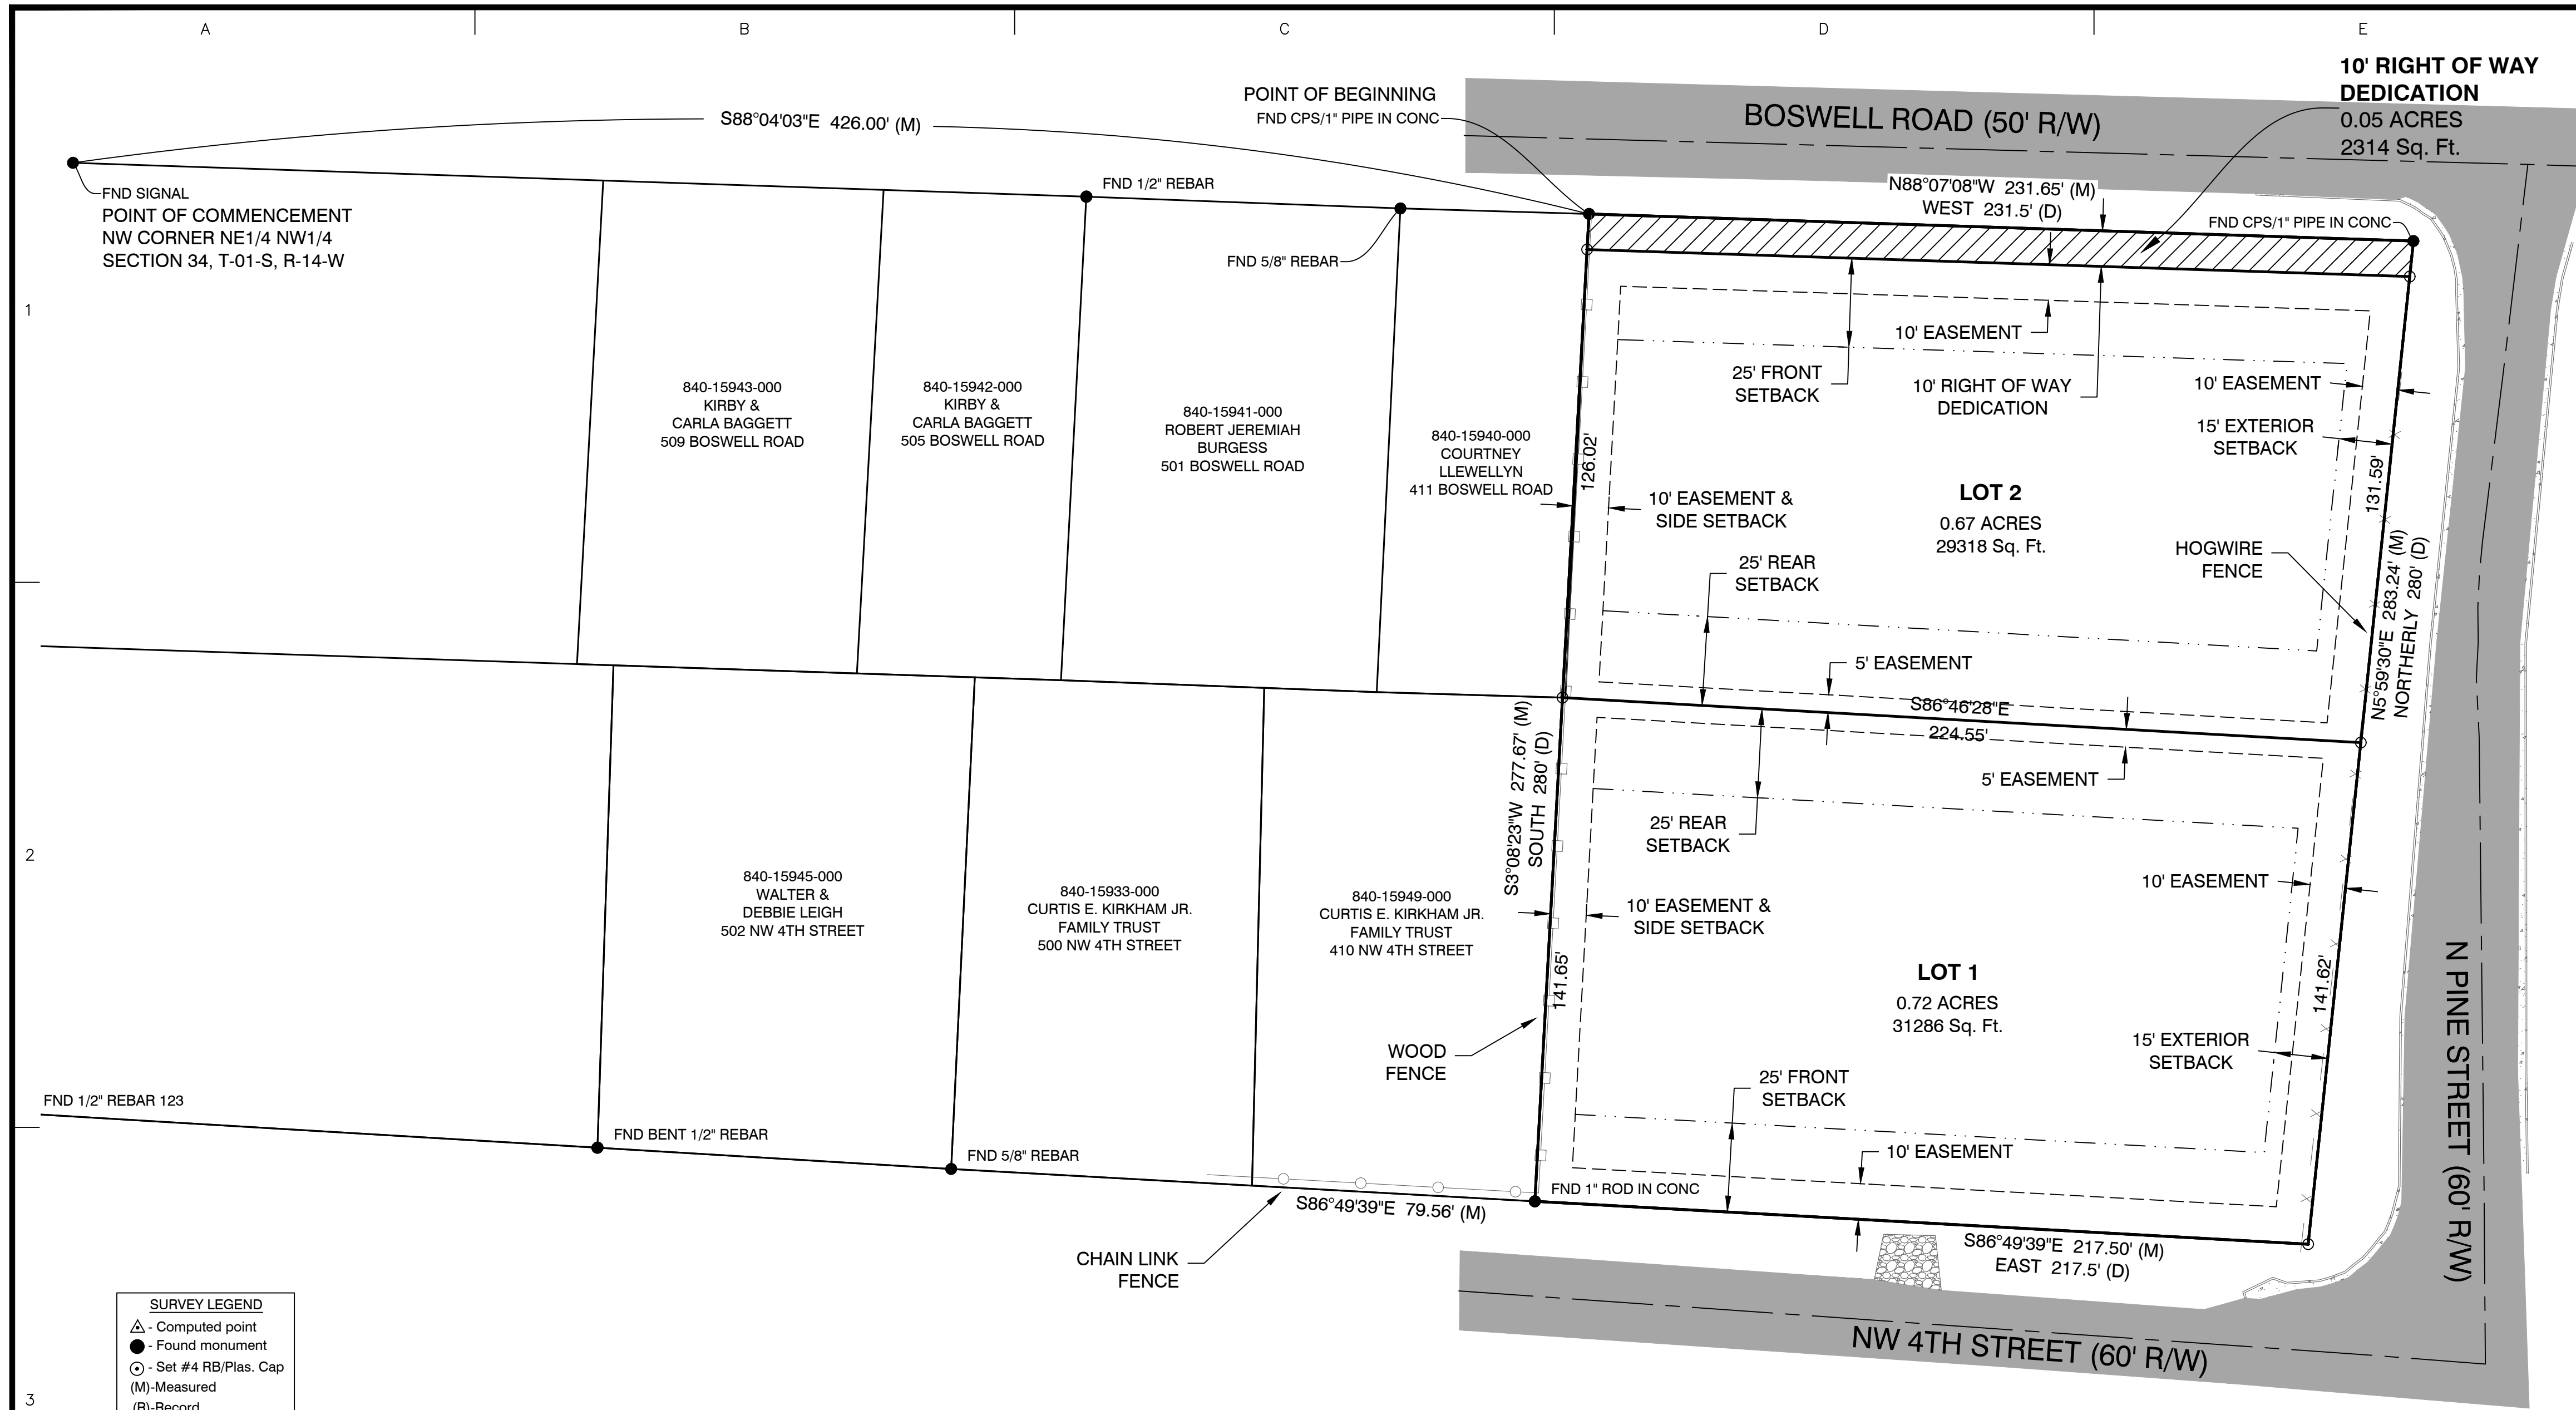 A
B
C
D
E
1
2
3
S88°04'03"E 426.00' (M)
POINT OF BEGINNING
FND CPS/1" PIPE IN CONC
BOSWELL ROAD (50' R/W)
10' RIGHT OF WAY
DEDICATION
0.05 ACRES
2314 Sq. Ft.
FND SIGNAL
POINT OF COMMENCEMENT
NW CORNER NE1/4 NW1/4
SECTION 34, T-01-S, R-14-W
FND 1/2" REBAR
FND 5/8" REBAR
N88°07'08"W 231.65' (M)
WEST 231.5' (D)
FND CPS/1" PIPE IN CONC
840-15943-000
KIRBY &
CARLA BAGGETT
509 BOSWELL ROAD
840-15942-000
KIRBY &
CARLA BAGGETT
505 BOSWELL ROAD
840-15941-000
ROBERT JEREMIAH
BURGESS
501 BOSWELL ROAD
840-15940-000
COURTNEY
LLEWELLYN
411 BOSWELL ROAD
126.02'
10' EASEMENT
25' FRONT
SETBACK
10' RIGHT OF WAY
DEDICATION
10' EASEMENT
15' EXTERIOR
SETBACK
131.59'
10' EASEMENT &
SIDE SETBACK
LOT 2
0.67 ACRES
29318 Sq. Ft.
25' REAR
SETBACK
HOGWIRE
FENCE
N5°59'30"E 283.24' (M)
NORTHERLY 280' (D)
5' EASEMENT
S86°46'28"E
224.55'
5' EASEMENT
S3°08'23"W 277.67' (M)
SOUTH 280' (D)
25' REAR
SETBACK
840-15945-000
WALTER &
DEBBIE LEIGH
502 NW 4TH STREET
840-15933-000
CURTIS E. KIRKHAM JR.
FAMILY TRUST
500 NW 4TH STREET
840-15949-000
CURTIS E. KIRKHAM JR.
FAMILY TRUST
410 NW 4TH STREET
10' EASEMENT &
SIDE SETBACK
10' EASEMENT
141.65'
141.62'
LOT 1
0.72 ACRES
31286 Sq. Ft.
15' EXTERIOR
SETBACK
WOOD
FENCE
25' FRONT
SETBACK
10' EASEMENT
N PINE STREET (60' R/W)
FND 1/2" REBAR 123
FND BENT 1/2" REBAR
FND 5/8" REBAR
FND 1" ROD IN CONC
S86°49'39"E 79.56' (M)
CHAIN LINK
FENCE
S86°49'39"E 217.50' (M)
EAST 217.5' (D)
NW 4TH STREET (60' R/W)
SURVEY LEGEND
- Computed point
- Found monument
- Set #4 RB/Plas. Cap
(M)-Measured
(R)-Record